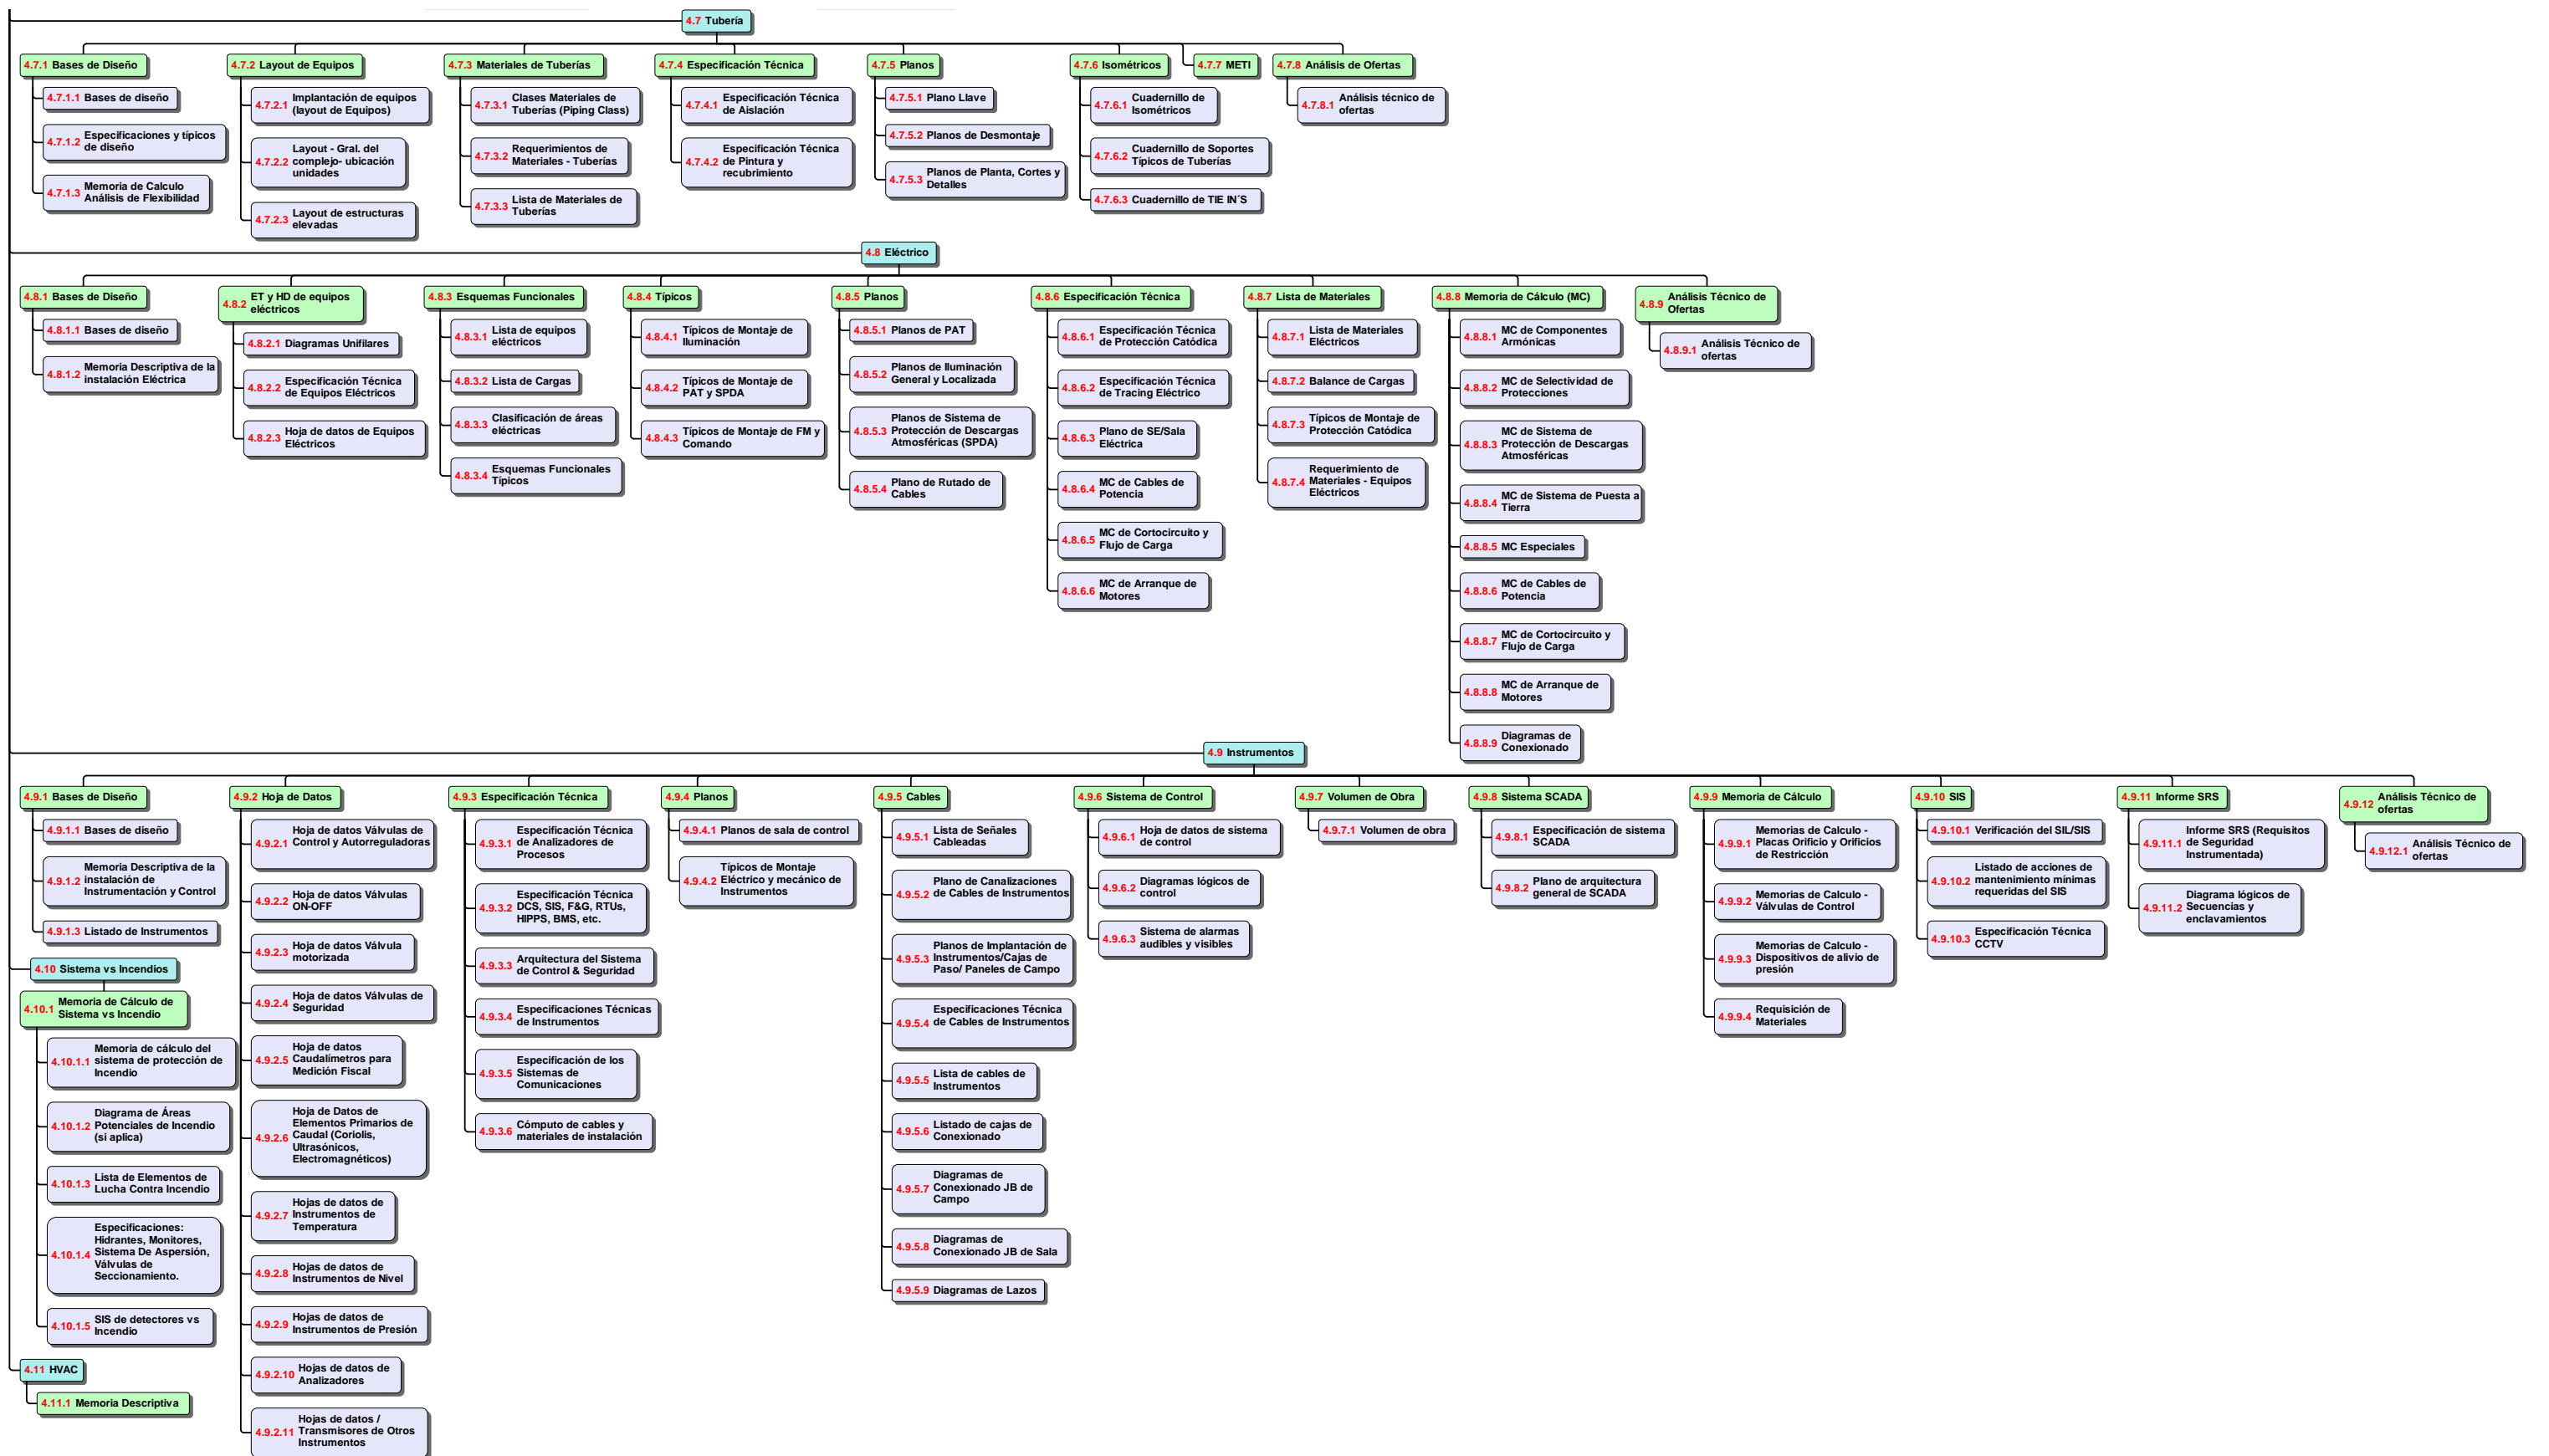 4.7 Tubería
4.7.1 Bases de Diseño
4.7.1.1 Bases de diseño
4.7.1.2 Especificaciones y típicos
de diseño
4.7.1.3 Memoria de Calculo
Análisis de Flexibilidad
4.7.2 Layout de Equipos
4.7.2.1 Implantación de equipos
(layout de Equipos)
4.7.2.2 Layout - Gral. del
complejo- ubicación
unidades
4.7.2.3 Layout de estructuras
elevadas
4.7.3 Materiales de Tuberías
4.7.3.1 Clases Materiales de
Tuberías (Piping Class)
4.7.3.2 Requerimientos de
Materiales - Tuberías
4.7.3.3 Lista de Materiales de
Tuberías
4.7.4 Especificación Técnica
4.7.4.1 Especificación Técnica
de Aislación
4.7.4.2 Especificación Técnica
de Pintura y
recubrimiento
4.7.5 Planos
4.7.5.1 Plano Llave
4.7.5.2 Planos de Desmontaje
4.7.5.3 Planos de Planta, Cortes y
Detalles
4.7.6 Isométricos
4.7.6.1 Cuadernillo de
Isométricos
4.7.6.2 Cuadernillo de Soportes
Típicos de Tuberías
4.7.6.3 Cuadernillo de TIE IN´S
4.7.7 METI
4.7.8 Análisis de Ofertas
4.7.8.1 Análisis técnico de
ofertas
4.8 Eléctrico
4.8.1 Bases de Diseño
4.8.1.1 Bases de diseño
4.8.1.2 Memoria Descriptiva de la
instalación Eléctrica
4.8.2 ET y HD de equipos
eléctricos
4.8.2.1 Diagramas Unifilares
4.8.2.2 Especificación Técnica
de Equipos Eléctricos
4.8.2.3 Hoja de datos de Equipos
Eléctricos
4.8.3 Esquemas Funcionales
4.8.3.1 Lista de equipos
eléctricos
4.8.3.2 Lista de Cargas
4.8.3.3 Clasificación de áreas
eléctricas
4.8.3.4 Esquemas Funcionales
Típicos
4.8.4 Típicos
4.8.4.1 Típicos de Montaje de
Iluminación
4.8.4.2 Típicos de Montaje de
PAT y SPDA
4.8.4.3 Típicos de Montaje de FM y
Comando
4.8.5 Planos
4.8.5.1 Planos de PAT
4.8.5.2 Planos de Iluminación
General y Localizada
4.8.5.3 Planos de Sistema de
Protección de Descargas
Atmosféricas (SPDA)
4.8.5.4 Plano de Rutado de
Cables
4.8.6 Especificación Técnica
4.8.6.1 Especificación Técnica
de Protección Catódica
4.8.6.2 Especificación Técnica
de Tracing Eléctrico
4.8.6.3 Plano de SE/Sala
Eléctrica
4.8.6.4 MC de Cables de
Potencia
4.8.6.5 MC de Cortocircuito y
Flujo de Carga
4.8.6.6 MC de Arranque de
Motores
4.8.7 Lista de Materiales
4.8.7.1 Lista de Materiales
Eléctricos
4.8.7.2 Balance de Cargas
4.8.7.3 Típicos de Montaje de
Protección Catódica
4.8.7.4 Requerimiento de
Materiales - Equipos
Eléctricos
4.8.8 Memoria de Cálculo (MC)
4.8.8.1 MC de Componentes
Armónicas
4.8.8.2 MC de Selectividad de
Protecciones
4.8.8.3 MC de Sistema de
Protección de Descargas
Atmosféricas
4.8.8.4 MC de Sistema de Puesta a
Tierra
4.8.8.5 MC Especiales
4.8.8.6 MC de Cables de
Potencia
4.8.8.7 MC de Cortocircuito y
Flujo de Carga
4.8.8.8 MC de Arranque de
Motores
4.8.8.9 Diagramas de
Conexionado
4.8.9 Análisis Técnico de
Ofertas
4.8.9.1 Análisis Técnico de
ofertas
4.9 Instrumentos
4.9.1 Bases de Diseño
4.9.1.1 Bases de diseño
4.9.1.2 Memoria Descriptiva de la
instalación de
Instrumentación y Control
4.9.1.3 Listado de Instrumentos
4.9.2 Hoja de Datos
4.9.2.1 Hoja de datos Válvulas de
Control y Autorreguladoras
4.9.2.2 Hoja de datos Válvulas
ON-OFF
4.9.2.3 Hoja de datos Válvula
motorizada
4.9.2.4 Hoja de datos Válvulas de
Seguridad
4.9.2.5 Hoja de datos
Caudalímetros para
Medición Fiscal
4.9.2.6 Hoja de Datos de
Elementos Primarios de
Caudal (Coriolis,
Ultrasónicos,
Electromagnéticos)
4.9.2.7 Hojas de datos de
Instrumentos de
Temperatura
4.9.2.8 Hojas de datos de
Instrumentos de Nivel
4.9.2.9 Hojas de datos de
Instrumentos de Presión
4.9.2.10 Hojas de datos de
Analizadores
4.9.2.11 Hojas de datos /
Transmisores de Otros
Instrumentos
4.9.3 Especificación Técnica
4.9.3.1 Especificación Técnica
de Analizadores de
Procesos
4.9.3.2 Especificación Técnica
DCS, SIS, F&G, RTUs,
HIPPS, BMS, etc.
4.9.3.3 Arquitectura del Sistema
de Control & Seguridad
4.9.3.4 Especificaciones Técnicas
de Instrumentos
4.9.3.5 Especificación de los
Sistemas de
Comunicaciones
4.9.3.6 Cómputo de cables y
materiales de instalación
4.9.4 Planos
4.9.4.1 Planos de sala de control
4.9.4.2 Típicos de Montaje
Eléctrico y mecánico de
Instrumentos
4.9.5 Cables
4.9.5.1 Lista de Señales
Cableadas
4.9.5.2 Plano de Canalizaciones
de Cables de Instrumentos
4.9.5.3 Planos de Implantación de
Instrumentos/Cajas de
Paso/ Paneles de Campo
4.9.5.4 Especificaciones Técnica
de Cables de Instrumentos
4.9.5.5 Lista de cables de
Instrumentos
4.9.5.6 Listado de cajas de
Conexionado
4.9.5.7 Diagramas de
Conexionado JB de
Campo
4.9.5.8 Diagramas de
Conexionado JB de Sala
4.9.5.9 Diagramas de Lazos
4.9.6 Sistema de Control
4.9.6.1 Hoja de datos de sistema
de control
4.9.6.2 Diagramas lógicos de
control
4.9.6.3 Sistema de alarmas
audibles y visibles
4.9.7 Volumen de Obra
4.9.7.1 Volumen de obra
4.9.8 Sistema SCADA
4.9.8.1 Especificación de sistema
SCADA
4.9.8.2 Plano de arquitectura
general de SCADA
4.9.9 Memoria de Cálculo
4.9.9.1 Memorias de Calculo -
Placas Orificio y Orificios
de Restricción
4.9.9.2 Memorias de Calculo -
Válvulas de Control
4.9.9.3 Memorias de Calculo -
Dispositivos de alivio de
presión
4.9.9.4 Requisición de
Materiales
4.9.10 SIS
4.9.10.1 Verificación del SIL/SIS
4.9.10.2 Listado de acciones de
mantenimiento mínimas
requeridas del SIS
4.9.10.3 Especificación Técnica
CCTV
4.9.11 Informe SRS
4.9.11.1 Informe SRS (Requisitos
de Seguridad
Instrumentada)
4.9.11.2 Diagrama lógicos de
Secuencias y
enclavamientos
4.9.12 Análisis Técnico de
ofertas
4.9.12.1 Análisis Técnico de
ofertas
4.10 Sistema vs Incendios
4.10.1 Memoria de Cálculo de
Sistema vs Incendio
4.10.1.1 Memoria de cálculo del
sistema de protección de
Incendio
4.10.1.2 Diagrama de Áreas
Potenciales de Incendio
(si aplica)
4.10.1.3 Lista de Elementos de
Lucha Contra Incendio
4.10.1.4 Especificaciones:
Hidrantes, Monitores,
Sistema De Aspersión,
Válvulas de
Seccionamiento.
4.10.1.5 SIS de detectores vs
Incendio
4.11 HVAC
4.11.1 Memoria Descriptiva